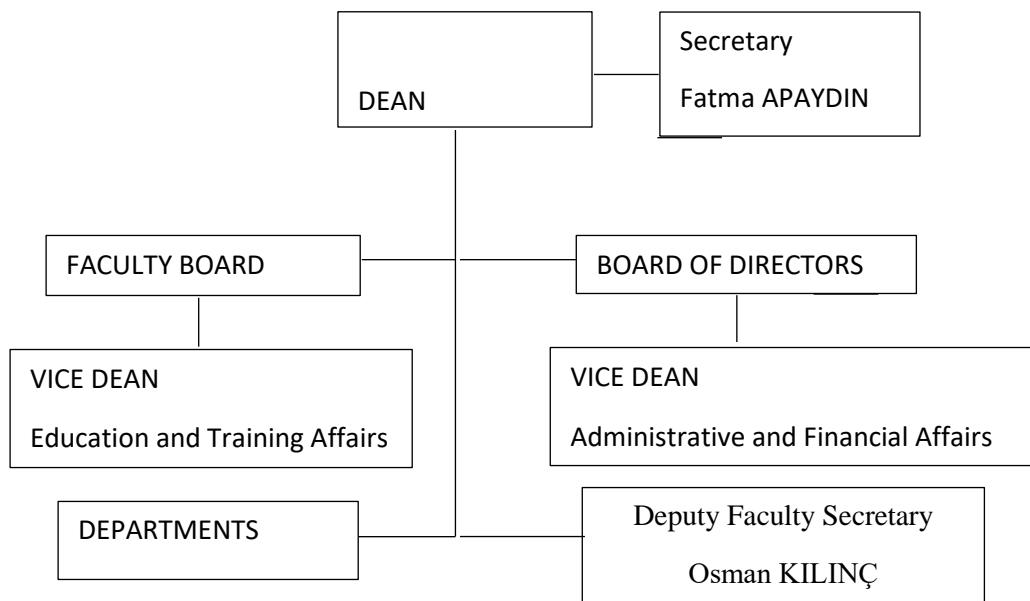 DEAN
Secretary
Fatma APAYDIN
FACULTY BOARD
BOARD OF DIRECTORS
VICE DEAN
Education and Training Affairs
VICE DEAN
Administrative and Financial Affairs
DEPARTMENTS
Deputy Faculty Secretary
Osman KILINÇ